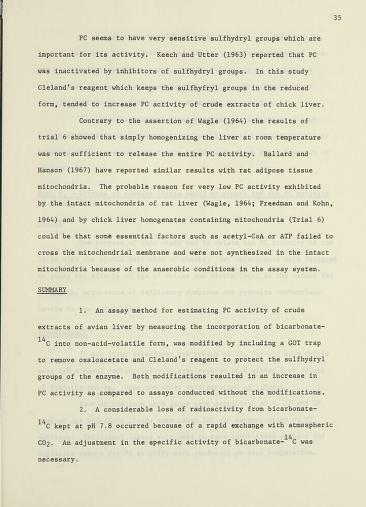 35
PC seems to have very sensitive sulfhydryl groups which are
important for its activity. Keech and Utter (1963) reported that PC
was inactivated by inhibitors of sulfhydryl groups. In this study
Cleland's reagent which keeps the sulfhyfryl groups in the reduced
form, tended to increase PC activity of crude extracts of chick liver.
Contrary to the assertion of Wagle (1964) the results of
trial 6 showed that simply homogenizing the liver at room temperature
was not sufficient to release the entire PC activity. Ballard and
Hanson (1967) have reported similar results with rat adipose tissue
mitochondria. The probable reason for very low PC activity exhibited
by the intact mitochondria of rat liver (Wagle, 1964; Freedman and Kohn,
1964) and by chick liver homogenates containing mitochondria (Trial 6)
could be that some essential factors such as acetyl-CoA or ATP failed to
cross the mitochondrial membrane and were not synthesized in the intact
mitochondria because of the anaerobic conditions in the assay system.
SUMMARY
1. An assay method for estimating PC activity of crude
extracts of avian liver by measuring the incorporation of bicarbonate-
14C into non-acid-volatile form, was modified by including a GOT trap
to remove oxaloacetate and Cleland's reagent to protect the sulfhydryl
groups of the enzyme. Both modifications resulted in an increase in
PC activity as compared to assays conducted without the modifications.
2. A considerable loss of radioactivity from bicarbonate-
14C kept at pH 7.8 occurred because of a rapid exchange with atmospheric
CO2. An adjustment in the specific activity of bicarbonate-14C was
necessary.